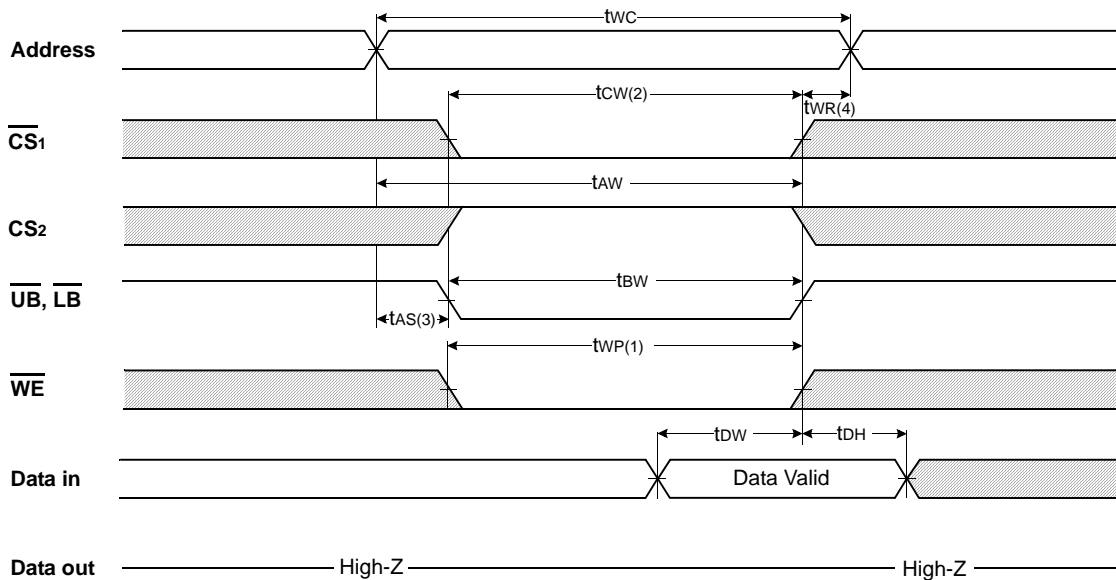 tWC
Address
tCW(2)
tWR(4)
CS1
tAW
CS2
tBW
UB, LB
tAS(3)
tWP(1)
WE
tDW
tDH
Data in
Data Valid
Data out
High-Z
High-Z